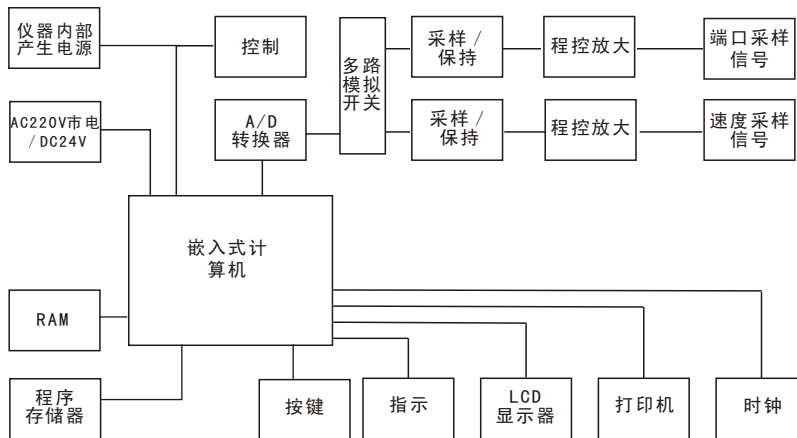 仪器内部
产生电源
控制
多路
模拟
开关
采样/
保持
程控放大
端口采样
信号
AC220V市电
/DC24V
A/D
转换器
采样/
保持
程控放大
速度采样
信号
嵌入式计
算机
RAM
程序
存储器
按键
指示
LCD
显示器
打印机
时钟